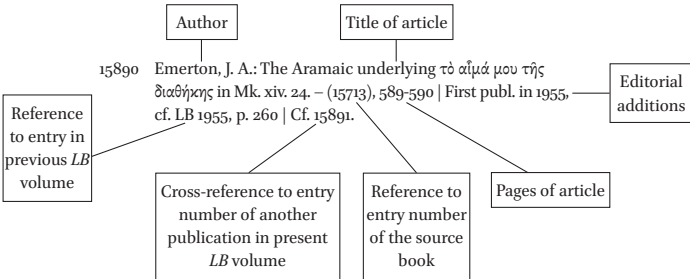 Author
Title of article
15890 Emerton, J. A.: The Aramaic underlying τὸ αἷμά μου τῆς
διαθήκης in Mk. xiv. 24. – (15713), 589-590 | First publ. in 1955,
cf. LB 1955, p. 260 | Cf. 15891.
Editorial
additions
Reference
to entry in
previous LB
volume
Cross-reference to entry
number of another
publication in present
LB volume
Reference to
entry number
of the source
book
Pages of article